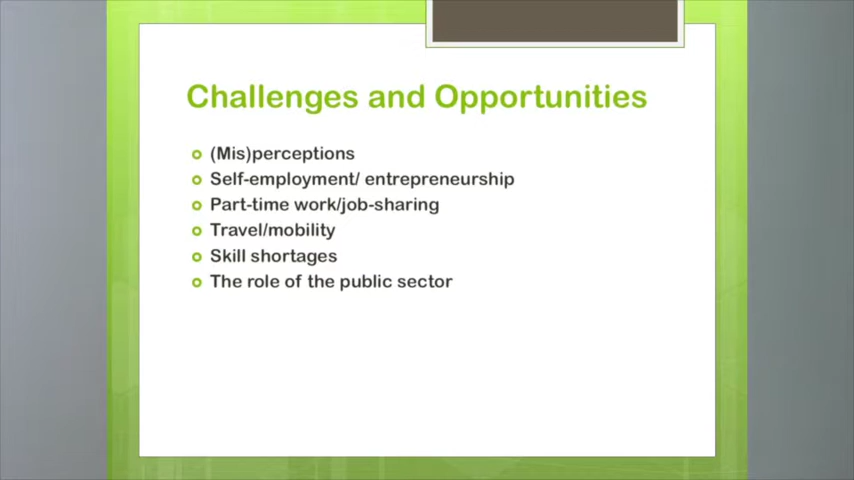 Challenges and Opportunities
(Mis)perceptions
Self-employment/ entrepreneurship
Part-time work/job-sharing
Travel/mobility
Skill shortages
The role of the public sector